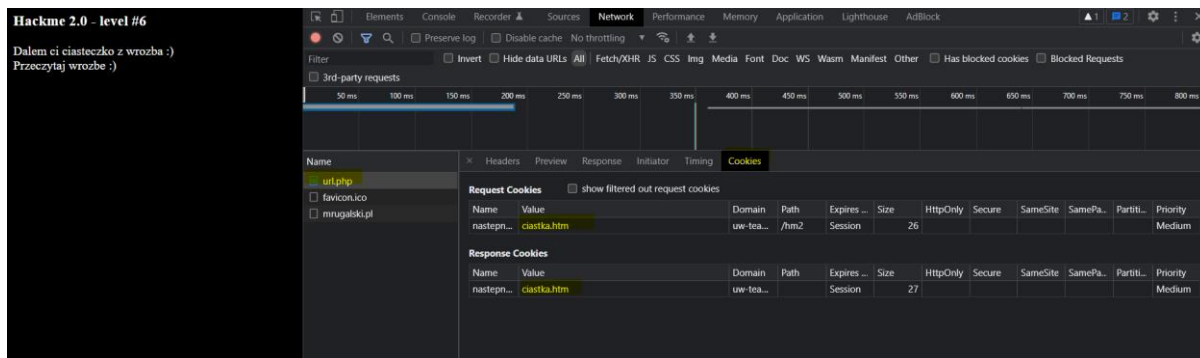 Hackme 2.0 - level #6
Dalem ci ciasteczko z wrozba :)
Przeczytaj wrozbe :)
Elements Console Recorder Sources Network Performance Memory Application Lighthouse AdBlock 1 2
Preserve log Disable cache No throttling
Filter Invert Hide data URLs All Fetch/XHR JS CSS Img Media Font Doc WS Wasm Manifest Other Has blocked cookies Blocked Requests
3rd-party requests
50 ms 100 ms 150 ms 200 ms 250 ms 300 ms 350 ms 400 ms 450 ms 500 ms 550 ms 600 ms 650 ms 700 ms 750 ms 800 ms
Name × Headers Preview Response Initiator Timing Cookies
url.php
favicon.ico
mrugalski.pl
Request Cookies show filtered out request cookies
Name Value Domain Path Expires ... Size HttpOnly Secure SameSite SamePa... Partiti... Priority
nastepn... ciastka.htm uw-tea... /hm2 Session 26 Medium
Response Cookies
Name Value Domain Path Expires ... Size HttpOnly Secure SameSite SamePa... Partiti... Priority
nastepn... ciastka.htm uw-tea... Session 27 Medium